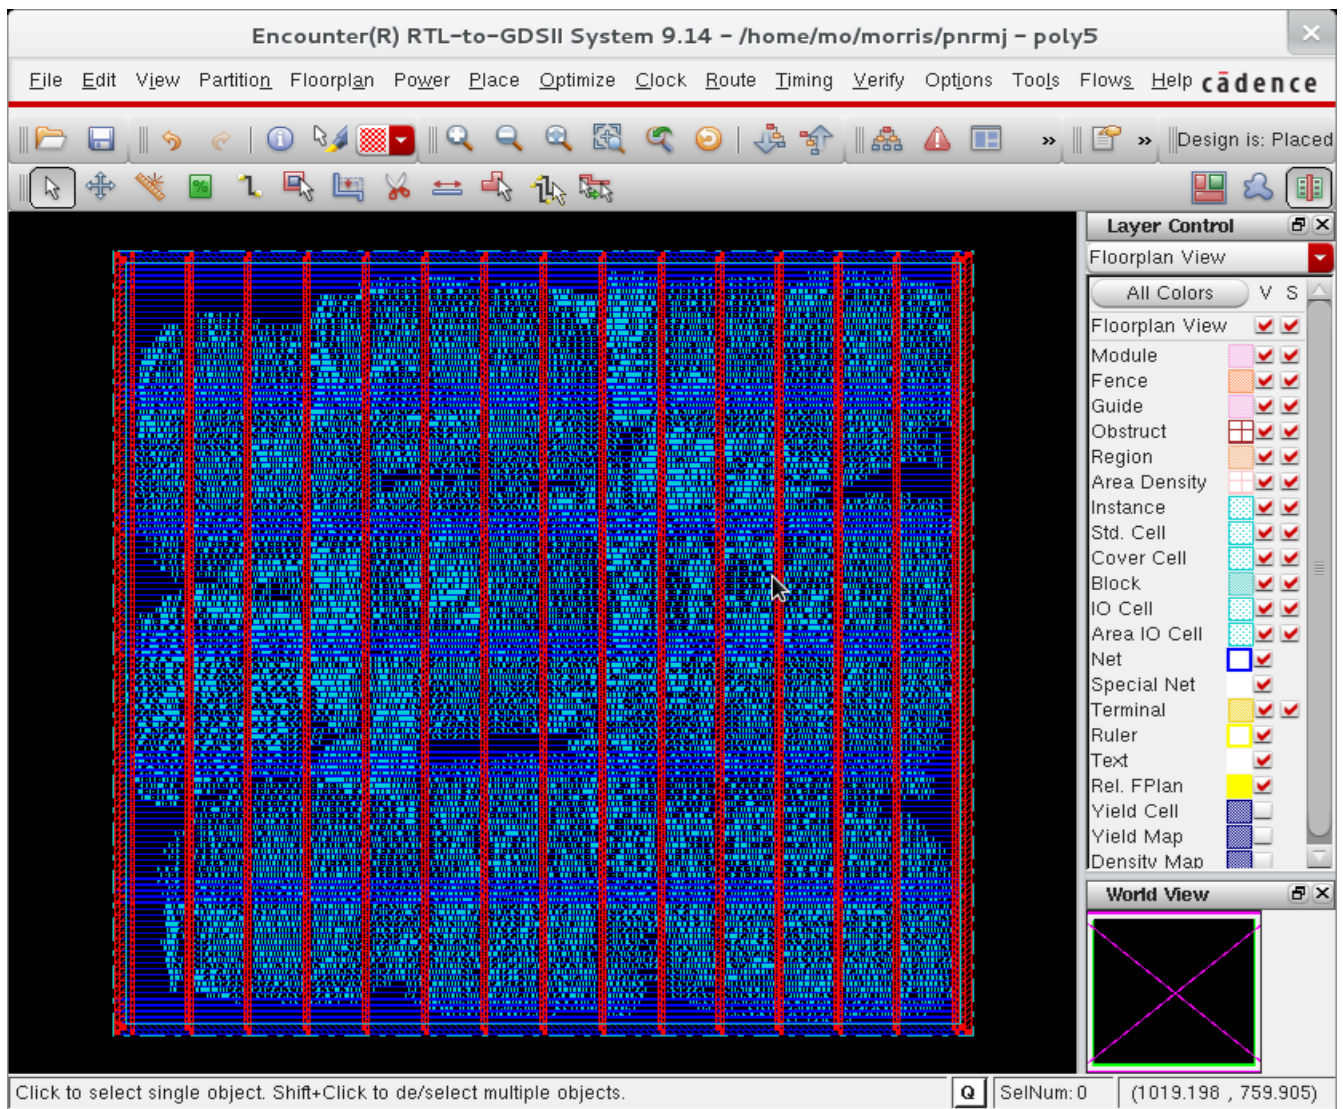 Encounter(R) RTL-to-GDSII System 9.14 - /home/mo/morris/pnrmj - poly5
File Edit View Partition Floorplan Power Place Optimize Clock Route Timing Verify Options Tools Flows Help cādence
» » Design is: Placed
Layer Control
Floorplan View
All Colors V S
Floorplan View
Module
Fence
Guide
Obstruct
Region
Area Density
Instance
Std. Cell
Cover Cell
Block
IO Cell
Area IO Cell
Net
Special Net
Terminal
Ruler
Text
Rel. FPlan
Yield Cell
Yield Map
Density Map
World View
Click to select single object. Shift+Click to de/select multiple objects. Q SelNum: 0 (1019.198 , 759.905)